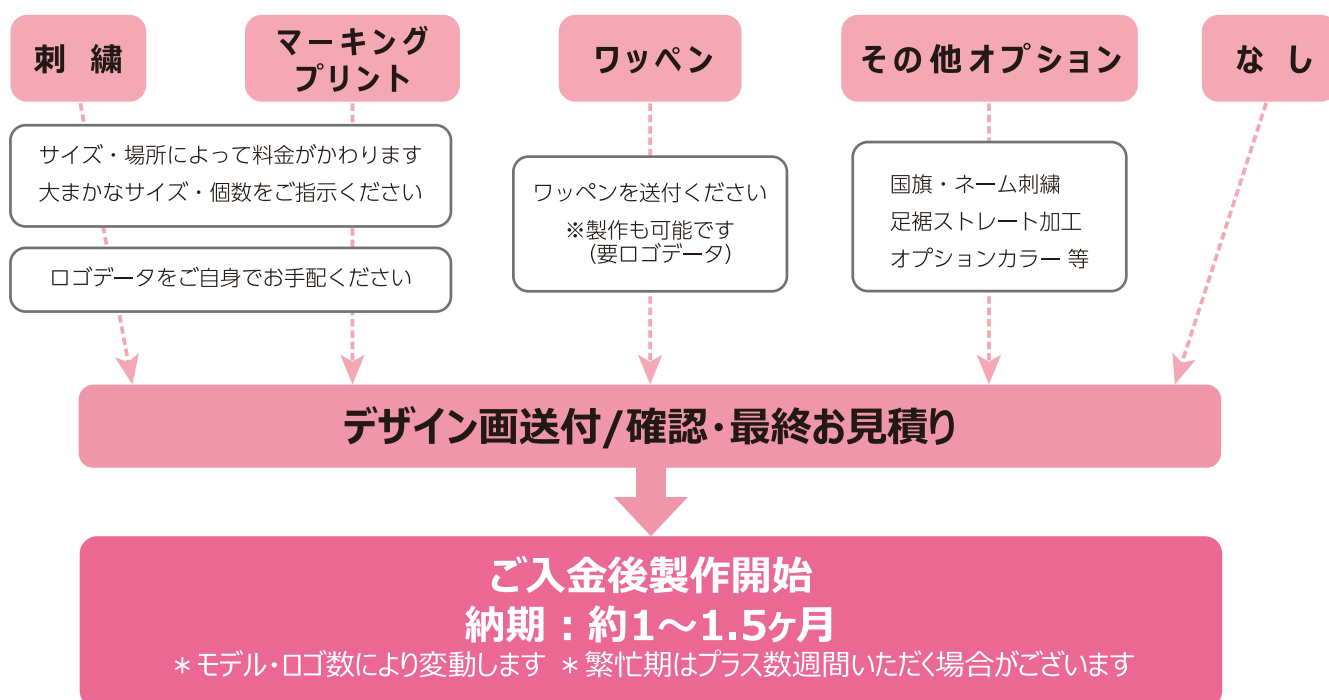 刺 繍
マーキング
プリント
ワッペン
その他オプション
な し
サイズ・場所によって料金がかわります
大まかなサイズ・個数をご指示ください
ロゴデータをご自身でお手配ください
ワッペンを送付ください
※製作も可能です
(要ロゴデータ)
国旗・ネーム刺繍
足裾ストレート加工
オプションカラー 等
デザイン画送付/確認・最終お見積り
ご入金後製作開始
納期：約1～1.5ヶ月
＊モデル・ロゴ数により変動します ＊繁忙期はプラス数週間いただく場合がございます